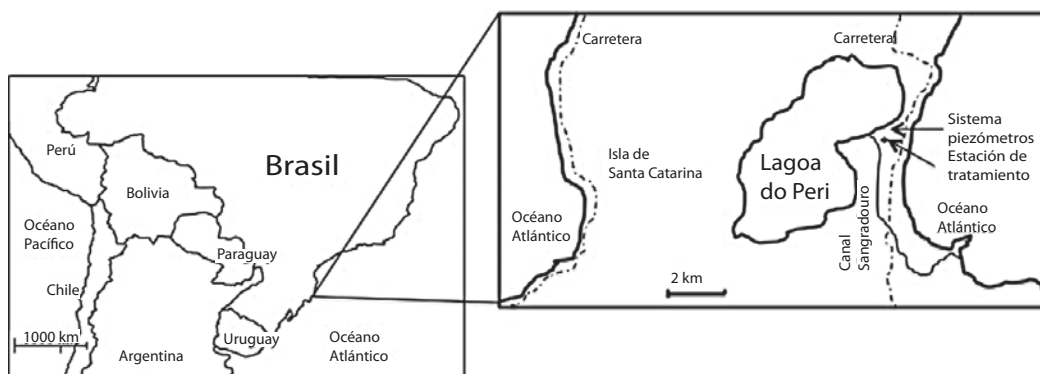 Perú
Bolivia
Brasil
Océano
Pacífico
Paraguay
Chile
1000 km
Argentina
Uruguay
Océano
Atlántico
Carretera
Carretera
Isla de
Santa Catarina
Lagoa
do Peri
Sistema
piezómetros
Estación de
tratamiento
Océano
Atlántico
Canal
Sangradouro
Océano
Atlántico
2 km